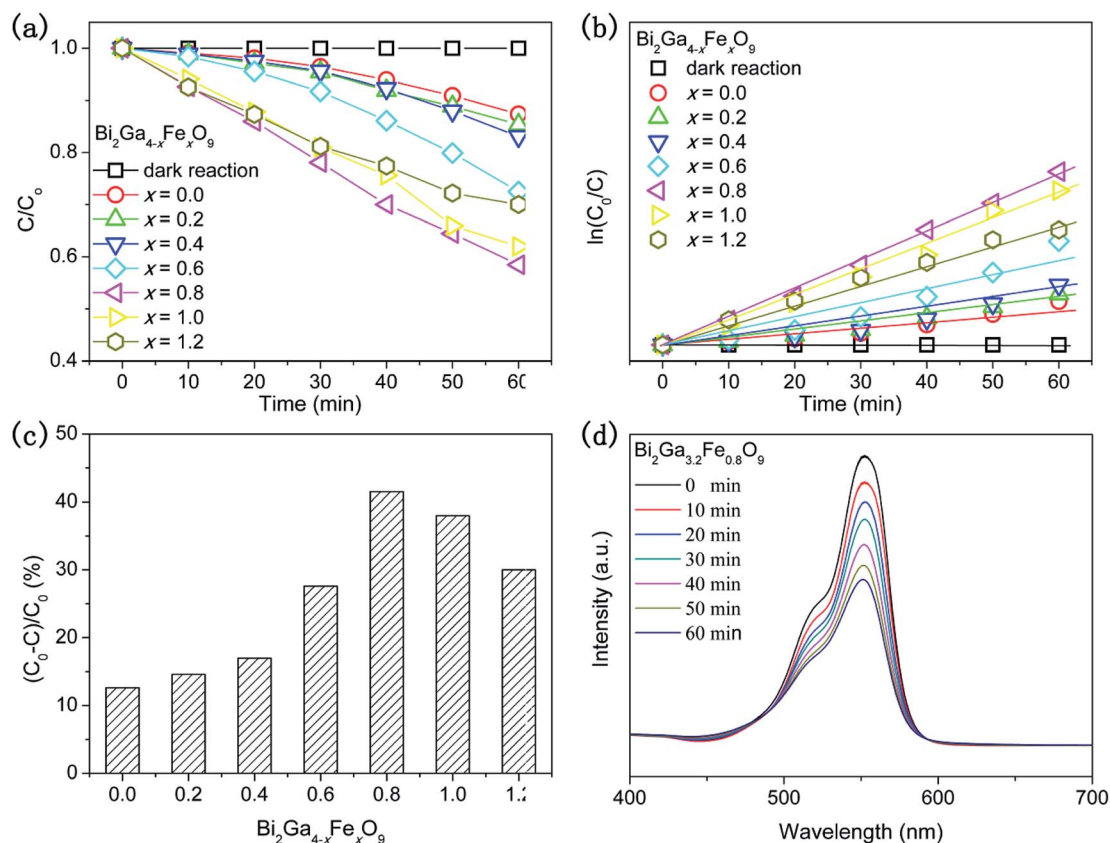 (a)
1.0
0.8
0.6
0.4
C/Co
Bi2Ga4-xFexO9
dark reaction
x = 0.0
x = 0.2
x = 0.4
x = 0.6
x = 0.8
x = 1.0
x = 1.2
0 10 20 30 40 50 60
Time (min)
(b)
ln(C0/C)
Bi2Ga4-xFexO9
dark reaction
x = 0.0
x = 0.2
x = 0.4
x = 0.6
x = 0.8
x = 1.0
x = 1.2
0 10 20 30 40 50 60
Time (min)
(c)
50
40
30
20
10
0
(C0-C)/C0 (%)
0.0 0.2 0.4 0.6 0.8 1.0 1.2
Bi2Ga4-xFexO9
(d)
Intensity (a.u.)
Bi2Ga3.2Fe0.8O9
0 min
10 min
20 min
30 min
40 min
50 min
60 min
400 500 600 700
Wavelength (nm)